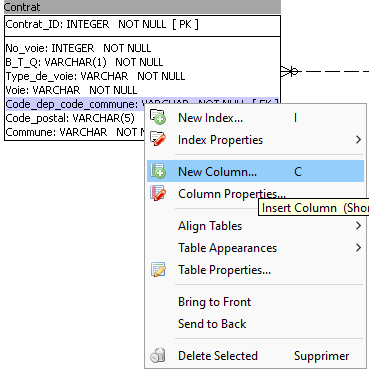 Contrat
Contrat_ID: INTEGER NOT NULL [ PK ]
No_voie: INTEGER NOT NULL
B_T_Q: VARCHAR(1) NOT NULL
Type_de_voie: VARCHAR NOT NULL
Voie: VARCHAR NOT NULL
Code_dep_code_commune: VARCHAR NOT NULL [ FK ]
Code_postal: VARCHAR(5)
Commune: VARCHAR NOT N
New Index... I
Index Properties
New Column... C
Column Properties...
Insert Column (Sho
Align Tables
Table Appearances
Table Properties...
Bring to Front
Send to Back
Delete Selected Supprimer